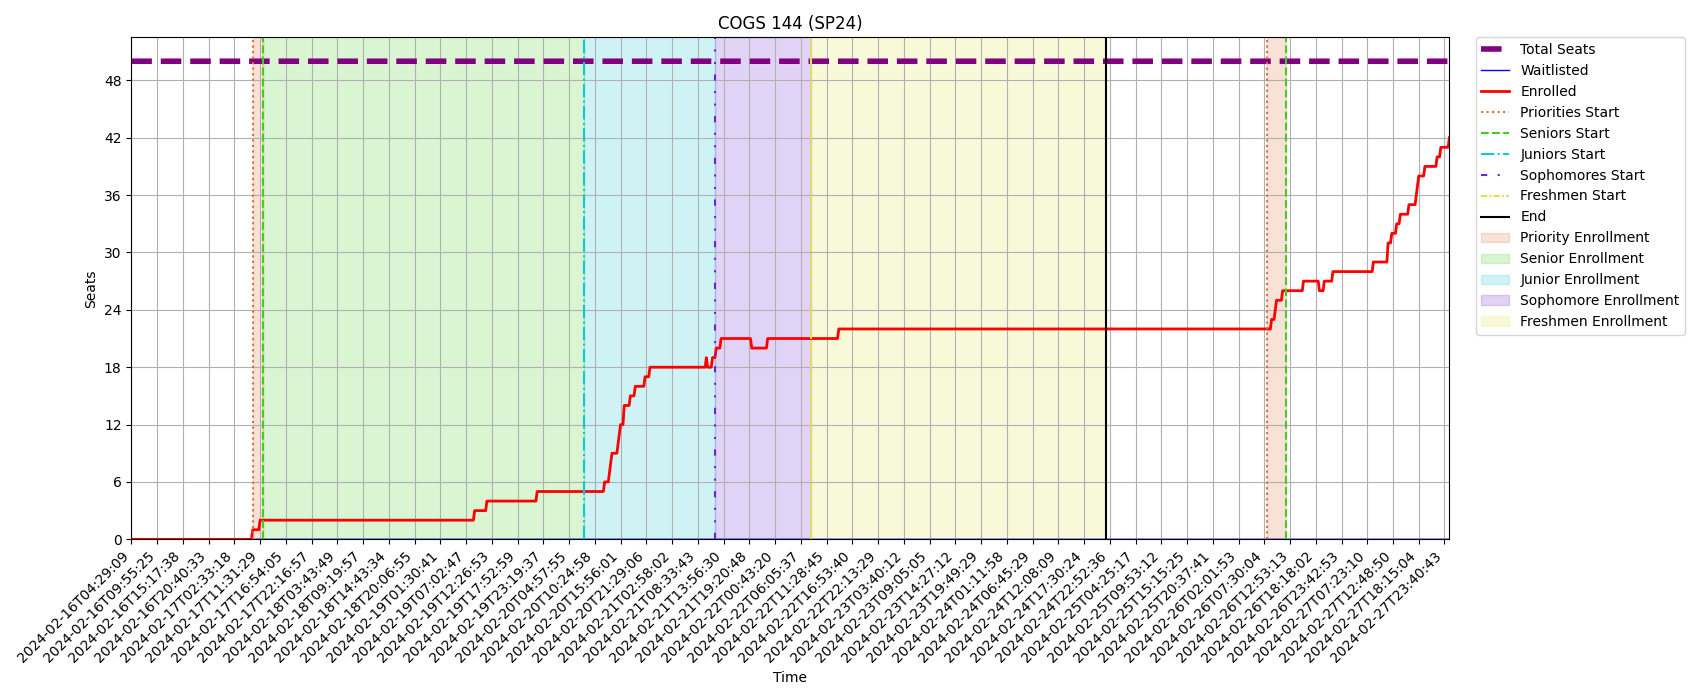 COGS 144 (SP24)
Seats
48
42
36
30
24
18
12
6
0
2024-02-16T04:29:09
2024-02-16T09:55:25
2024-02-16T15:17:38
2024-02-16T20:40:33
2024-02-17T02:33:18
2024-02-17T11:31:29
2024-02-17T16:54:05
2024-02-17T22:16:57
2024-02-18T03:43:49
2024-02-18T09:19:57
2024-02-18T14:43:34
2024-02-18T20:06:55
2024-02-19T01:30:41
2024-02-19T07:02:47
2024-02-19T12:26:53
2024-02-19T17:52:59
2024-02-19T23:19:37
2024-02-20T04:57:55
2024-02-20T10:24:58
2024-02-20T15:56:01
2024-02-20T21:29:06
2024-02-21T02:58:02
2024-02-21T08:33:43
2024-02-21T13:56:30
2024-02-21T19:20:48
2024-02-22T00:43:20
2024-02-22T06:05:37
2024-02-22T11:28:45
2024-02-22T16:53:40
2024-02-22T22:13:29
2024-02-23T03:40:12
2024-02-23T09:05:05
2024-02-23T14:27:12
2024-02-23T19:49:29
2024-02-24T01:11:58
2024-02-24T06:45:29
2024-02-24T12:08:09
2024-02-24T17:30:24
2024-02-24T22:52:36
2024-02-25T04:25:17
2024-02-25T09:53:12
2024-02-25T15:15:25
2024-02-25T20:37:41
2024-02-26T02:01:53
2024-02-26T07:30:04
2024-02-26T12:53:13
2024-02-26T18:18:02
2024-02-26T23:42:53
2024-02-27T07:23:10
2024-02-27T12:48:50
2024-02-27T18:15:04
2024-02-27T23:40:43
Time
Total Seats
Waitlisted
Enrolled
Priorities Start
Seniors Start
Juniors Start
Sophomores Start
Freshmen Start
End
Priority Enrollment
Senior Enrollment
Junior Enrollment
Sophomore Enrollment
Freshmen Enrollment